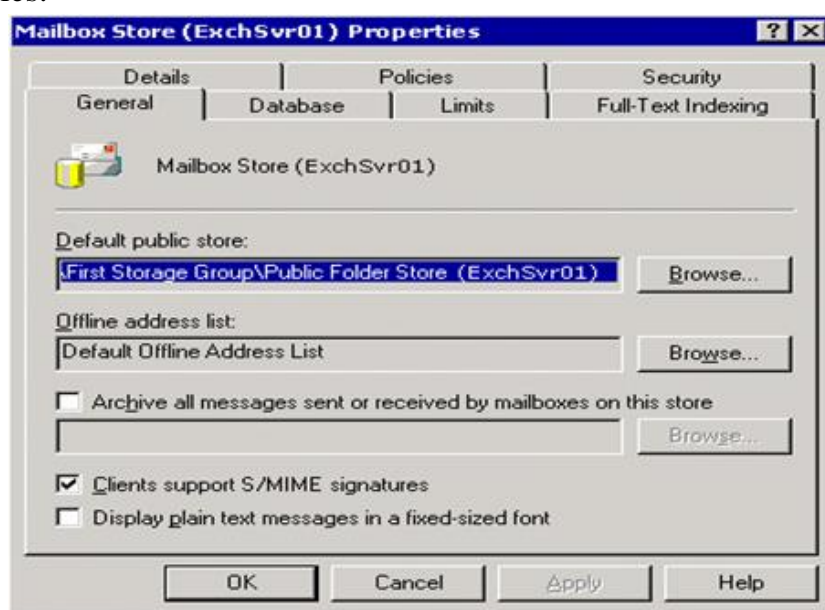 ies:
Mailbox Store (ExchSvr01) Properties
Details Policies Security
General Database Limits Full-Text Indexing
Mailbox Store (ExchSvr01)
Default public store:
\First Storage Group\Public Folder Store (ExchSvr01) Browse...
Offline address list:
Default Offline Address List Browse...
Archive all messages sent or received by mailboxes on this store
Browse...
Clients support S/MIME signatures
Display plain text messages in a fixed-sized font
OK Cancel Apply Help